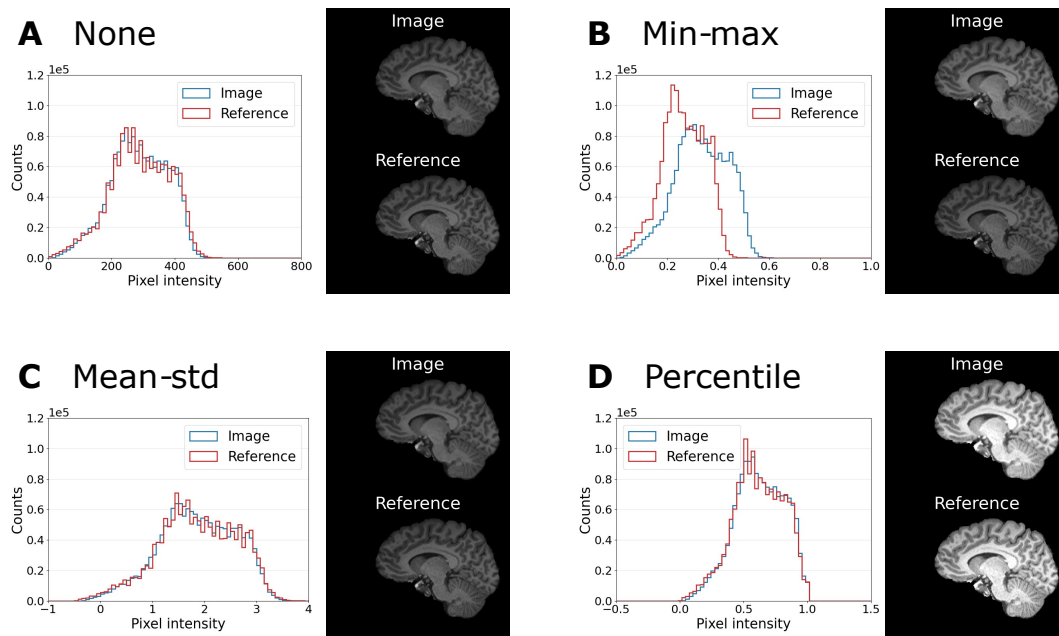 A None
Image
1e5
1.2
1.0
0.8
0.6
0.4
0.2
0.0
Counts
Image
Reference
0 200 400 600 800
Pixel intensity
Reference
B Min-max
Image
1e5
1.2
1.0
0.8
0.6
0.4
0.2
0.0
Counts
Image
Reference
0.0 0.2 0.4 0.6 0.8 1.0
Pixel intensity
Reference
C Mean-std
Image
1e5
1.2
1.0
0.8
0.6
0.4
0.2
0.0
Counts
Image
Reference
−1 0 1 2 3 4
Pixel intensity
Reference
D Percentile
Image
1e5
1.2
1.0
0.8
0.6
0.4
0.2
0.0
Counts
Image
Reference
−0.5 0.0 0.5 1.0 1.5
Pixel intensity
Reference